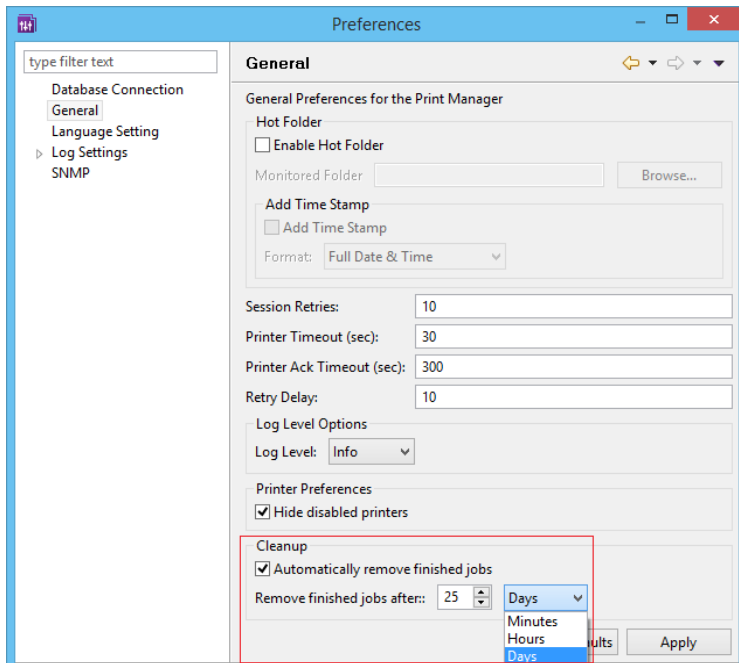 Preferences
type filter text
General
Database Connection
General
Language Setting
Log Settings
SNMP
General Preferences for the Print Manager
Hot Folder
Enable Hot Folder
Monitored Folder
Browse...
Add Time Stamp
Add Time Stamp
Format: Full Date & Time
Session Retries: 10
Printer Timeout (sec): 30
Printer Ack Timeout (sec): 300
Retry Delay: 10
Log Level Options
Log Level: Info
Printer Preferences
Hide disabled printers
Cleanup
Automatically remove finished jobs
Remove finished jobs after:: 25 Days
Minutes
Hours
Days
Apply